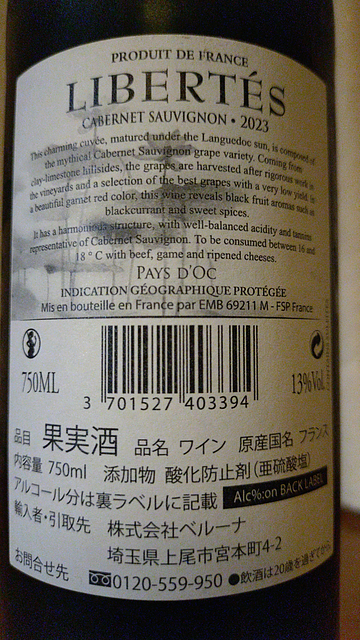 PRODUIT DE FRANCE
LIBERTÉS
CABERNET SAUVIGNON • 2023
This charming cuvée, matured under the Languedoc sun, is composed of
the mythical Cabernet Sauvignon grape variety. Coming from
clay-limestone hillsides, the grapes are harvested after rigorous work in
the vineyards and a selection of the best grapes with a very low yield. In
a beautiful garnet red color, this wine reveals black fruit aromas such as
blackcurrant and sweet spices.
It has a harmonious structure, with well-balanced acidity and tannins
representative of Cabernet Sauvignon. To be consumed between 16 and
18 ° C with beef, game and ripened cheeses.
PAYS D'OC
INDICATION GÉOGRAPHIQUE PROTÉGÉE
Mis en bouteille en France par EMB 69211 M - FSP France
750ML
13%Vol.
3 701527 403394
品目 果実酒 品名 ワイン 原産国名 フランス
内容量 750ml 添加物 酸化防止剤(亜硫酸塩)
アルコール分は裏ラベルに記載 Alc%:on BACK LABEL
輸入者・引取先 株式会社ベルーナ
埼玉県上尾市宮本町4-2
お問合せ先 0120-559-950 ●飲酒は20歳を過ぎてから